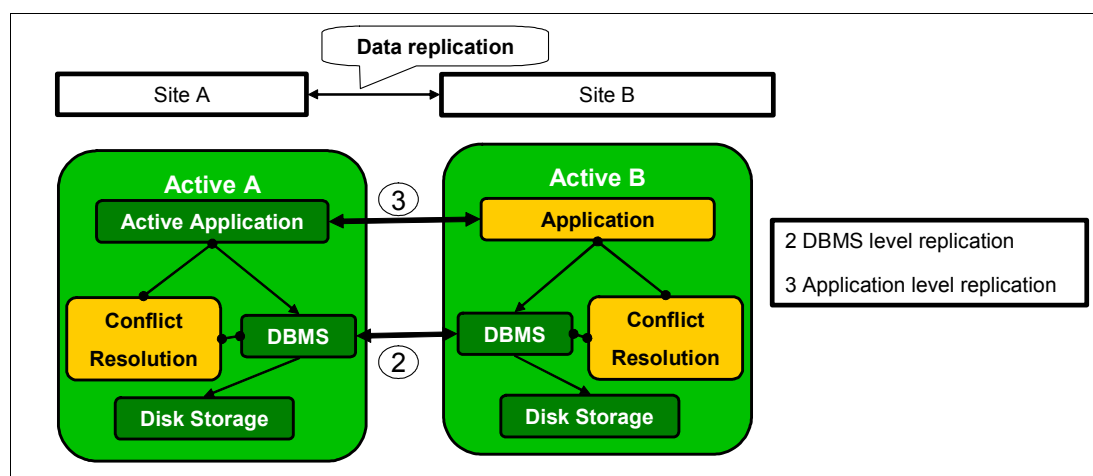 Data replication
Site A
Site B
Active A
Active B
3
Active Application
Application
2 DBMS level replication
3 Application level replication
Conflict
Resolution
DBMS
DBMS
Conflict
Resolution
2
Disk Storage
Disk Storage